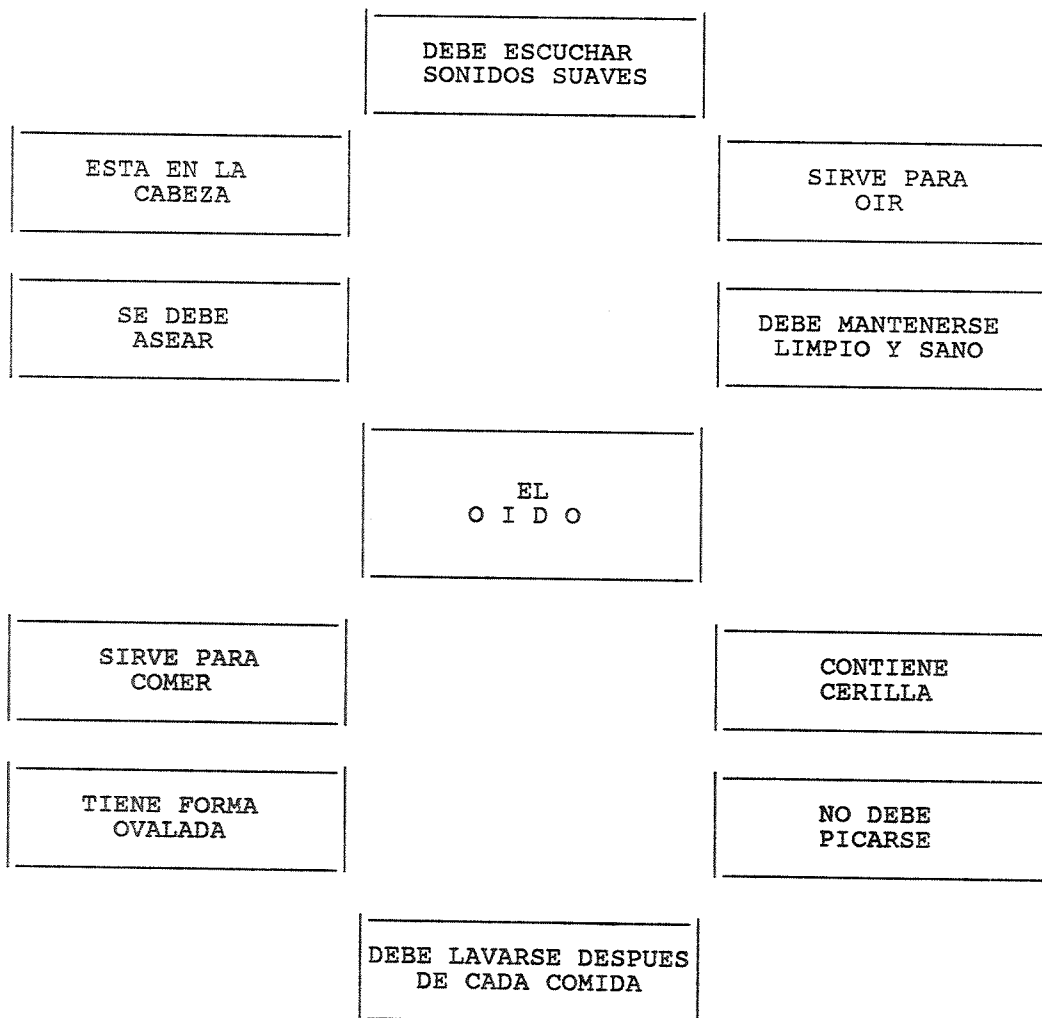 DEBE ESCUCHAR
SONIDOS SUAVES
ESTA EN LA
CABEZA
SIRVE PARA
OIR
SE DEBE
ASEAR
DEBE MANTENERSE
LIMPIO Y SANO
EL
O I D O
SIRVE PARA
COMER
CONTIENE
CERILLA
TIENE FORMA
OVALADA
NO DEBE
PICARSE
DEBE LAVARSE DESPUES
DE CADA COMIDA